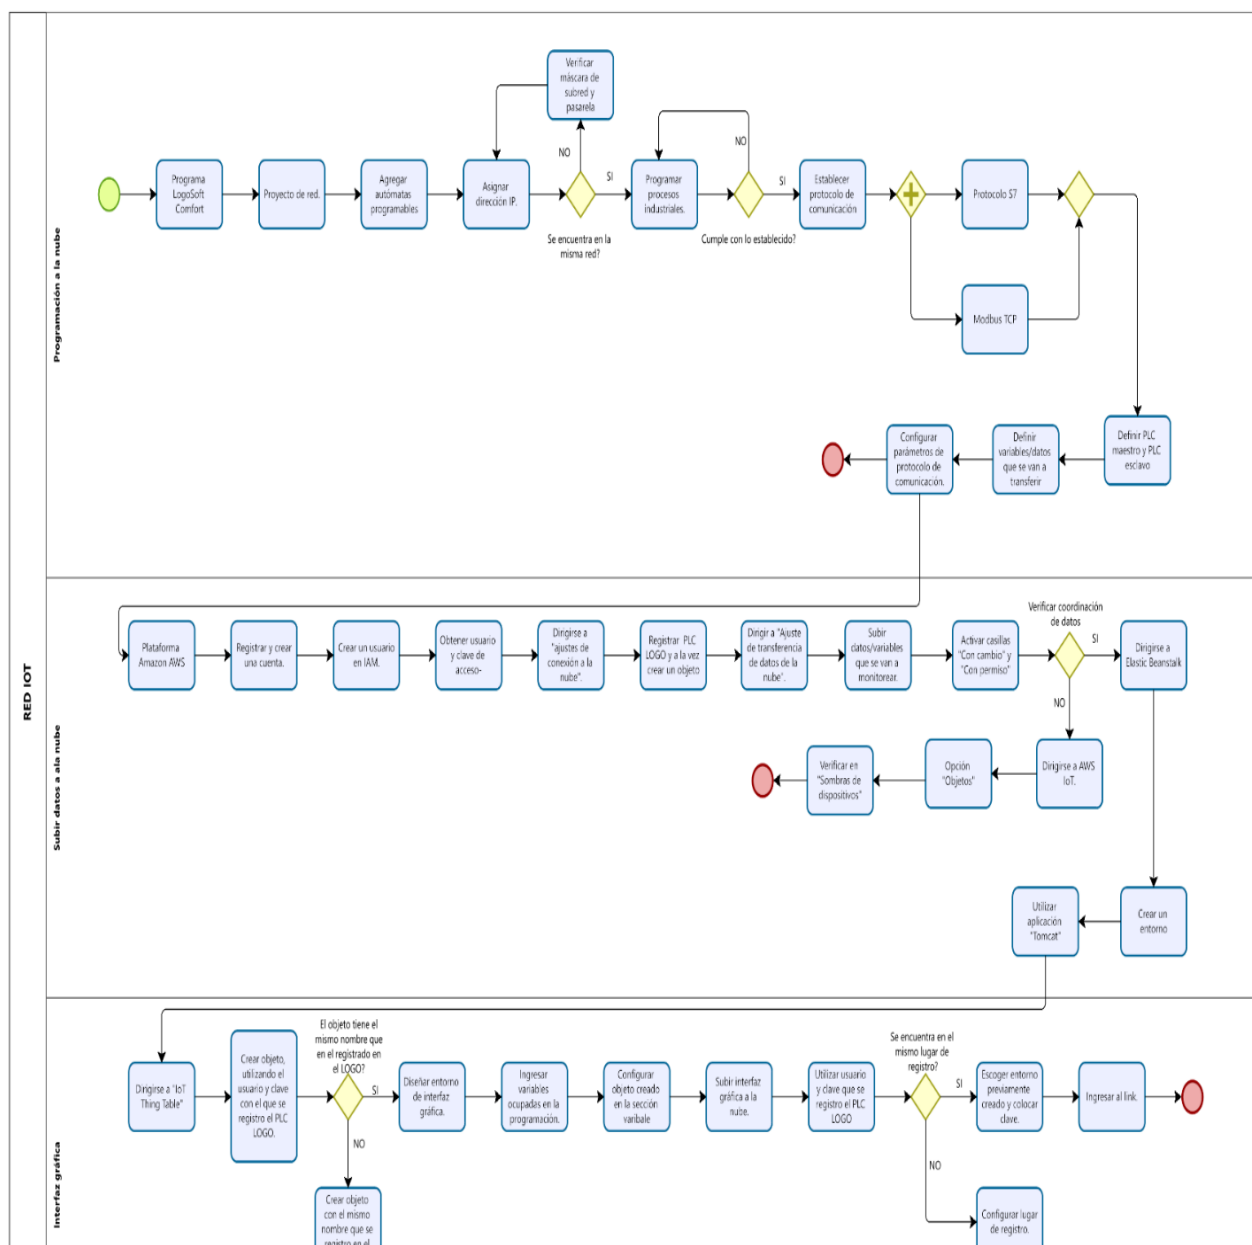 RED IOT
Programación a la nube
Programa
LogoSoft
Comfort
Proyecto de red.
Agregar
autómatas
programables
Asignar
dirección IP.
Verificar
máscara de
subred y
pasarela
NO
SI
Se encuentra en la
misma red?
Programar
procesos
industriales.
NO
SI
Cumple con lo establecido?
Establecer
protocolo de
comunicación
Protocolo S7
Modbus TCP
Definir PLC
maestro y PLC
esclavo
Definir
variables/datos
que se van a
transferir
Configurar
parámetros de
protocolo de
comunicación.
Subir datos a ala nube
Plataforma
Amazon AWS
Registrar y crear
una cuenta.
Crear un usuario
en IAM.
Obtener usuario
y clave de
acceso-
Dirigirse a
"ajustes de
conexión a la
nube".
Registrar PLC
LOGO y a la vez
crear un objeto
Dirigir a "Ajuste
de transferencia
de datos de la
nube".
Subir
datos/variables
que se van a
monitorear.
Activar casillas
"Con cambio" y
"Con permiso"
Verificar coordinación
de datos
SI
NO
Dirigirse a
Elastic Beanstalk
Dirigirse a AWS
IoT.
Opción
"Objetos"
Verificar en
"Sombras de
dispositivos"
Crear un
entorno
Utilizar
aplicación
"Tomcat"
Interfaz gráfica
Dirigirse a "IoT
Thing Table"
Crear objeto,
utilizando el
usuario y clave
con el que se
registro el PLC
LOGO.
El objeto tiene el
mismo nombre que
en el registrado en
el LOGO?
SI
NO
Crear objeto
con el mismo
nombre que se
registro en el
Diseñar entorno
de interfaz
gráfica.
Ingresar
variables
ocupadas en la
programación.
Configurar
objeto creado
en la sección
varibale
Subir interfaz
gráfica a la
nube.
Utilizar usuario
y clave que se
registro el PLC
LOGO
Se encuentra en el
mismo lugar de
registro?
SI
NO
Escoger entorno
previamente
creado y colocar
clave.
Ingresar al link.
Configurar lugar
de registro.